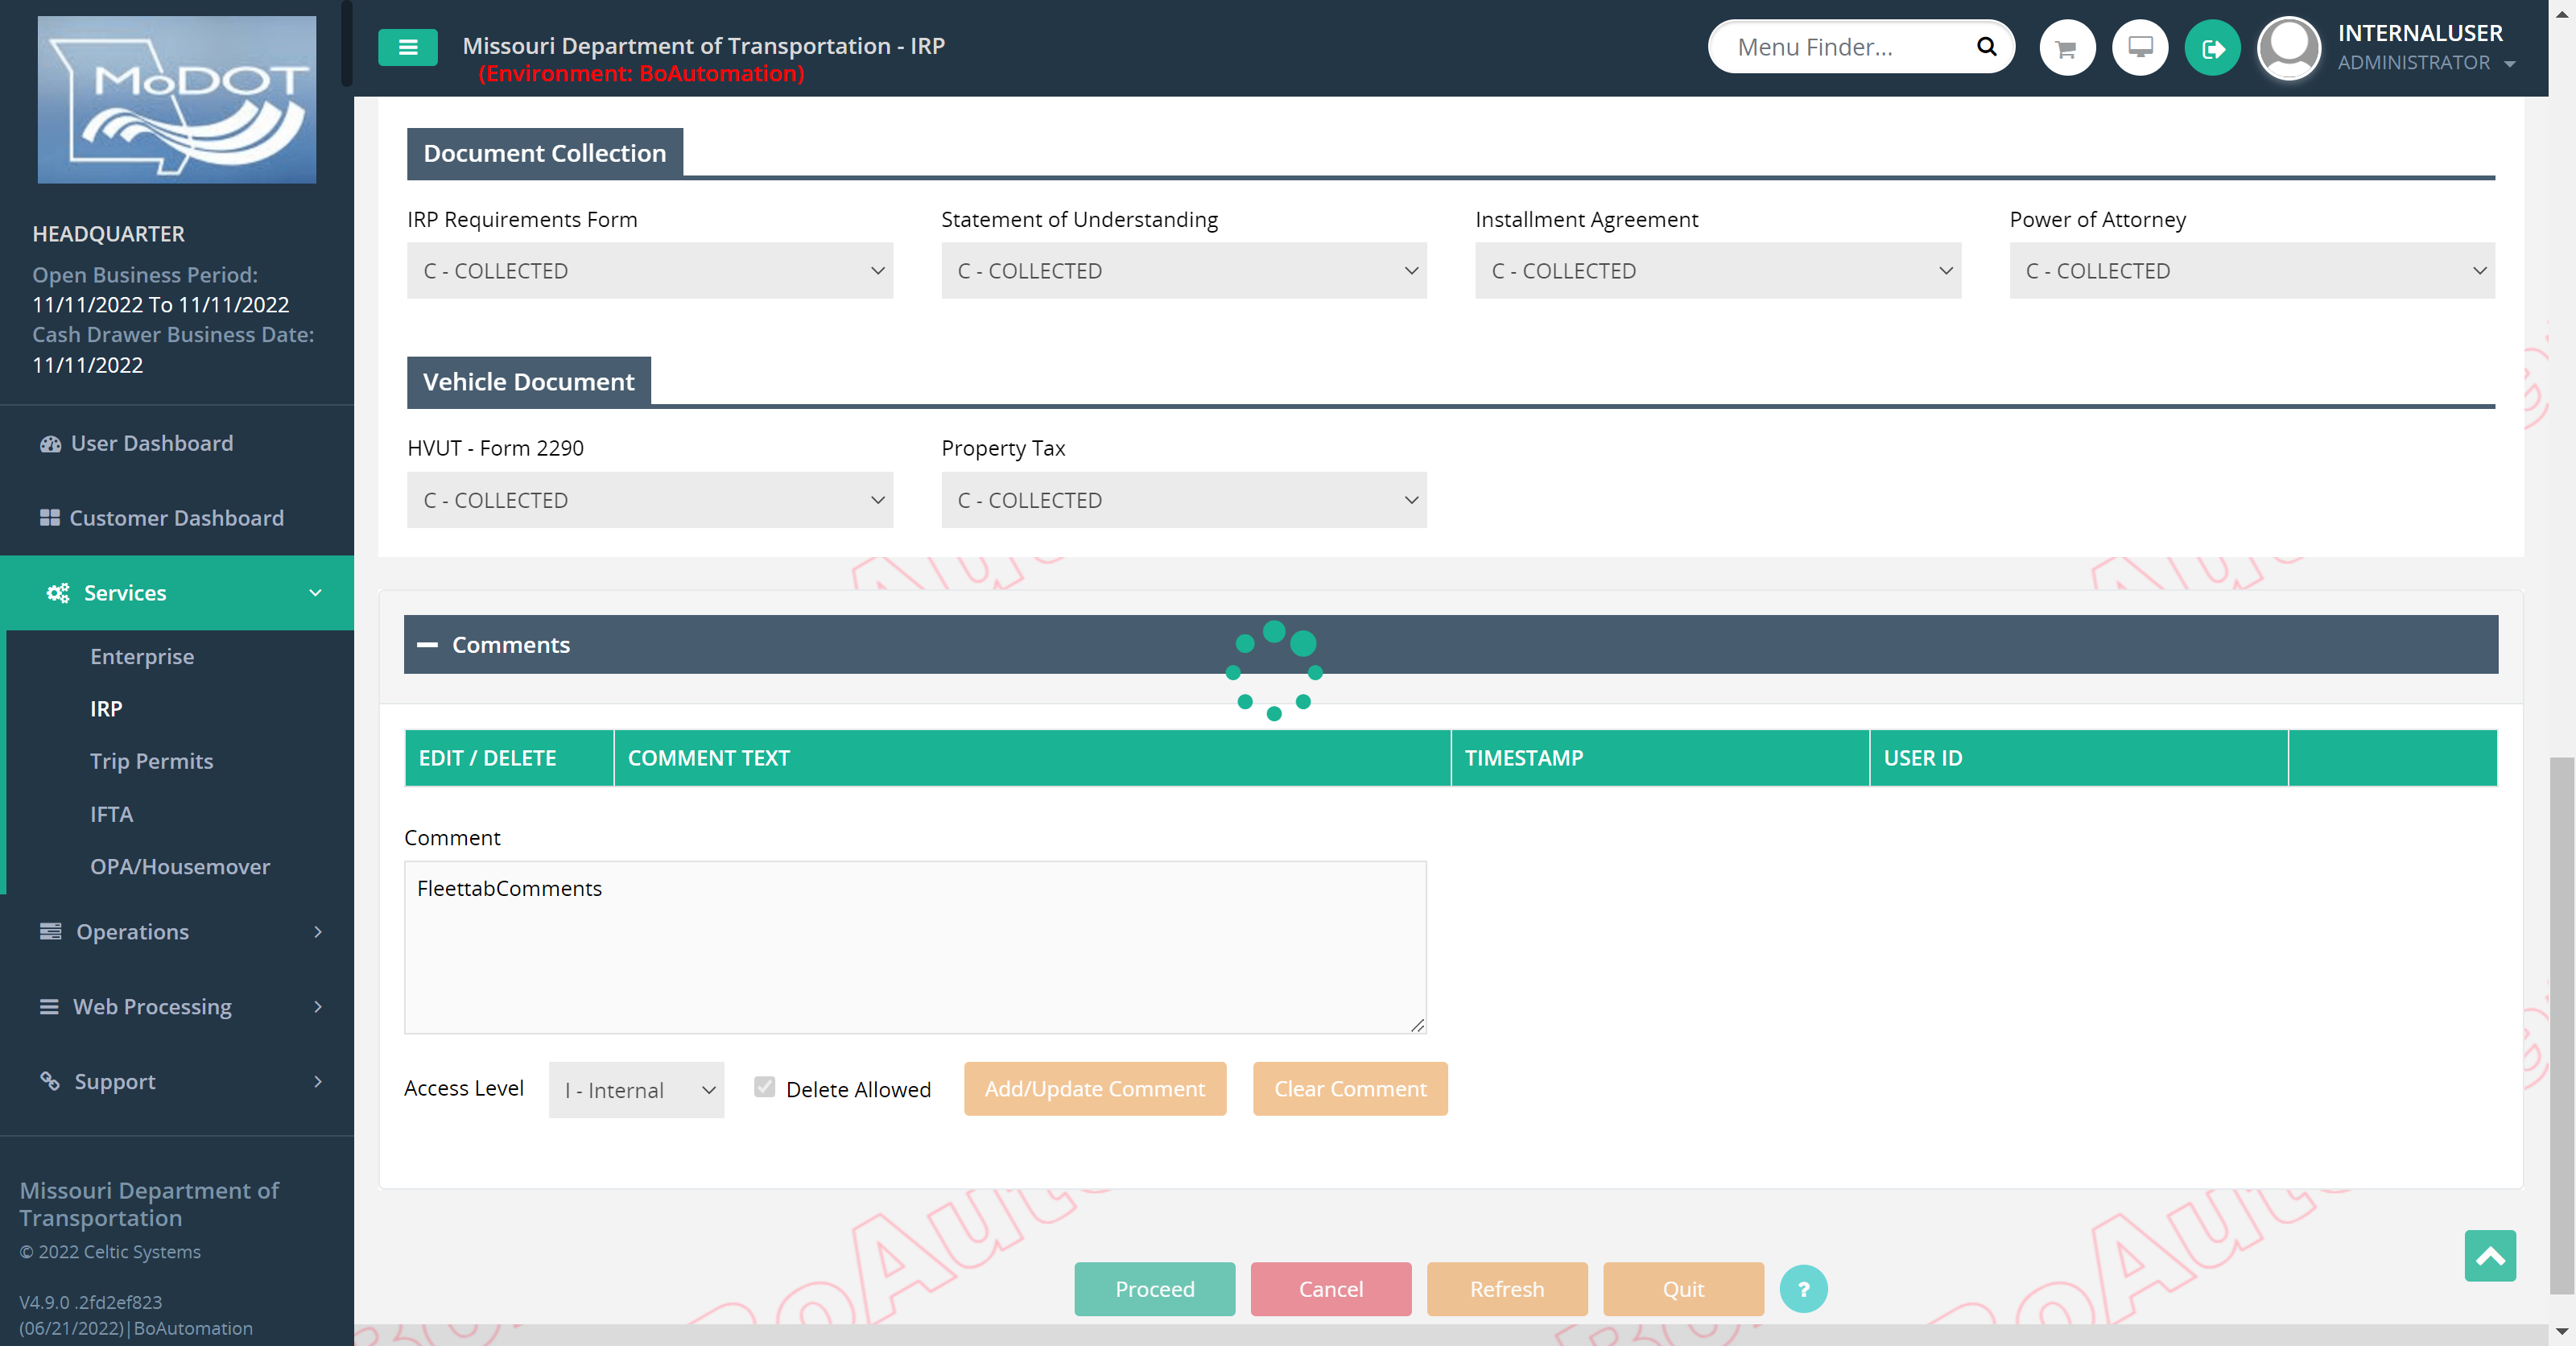 MoDOT
HEADQUARTER
Open Business Period:
11/11/2022 To 11/11/2022
Cash Drawer Business Date:
11/11/2022
User Dashboard
Customer Dashboard
Services
Enterprise
IRP
Trip Permits
IFTA
OPA/Housemover
Operations
Web Processing
Support
Missouri Department of
Transportation
© 2022 Celtic Systems
V4.9.0 .2fd2ef823
(06/21/2022)|BoAutomation
Missouri Department of Transportation - IRP
(Environment: BoAutomation)
Menu Finder...
INTERNALUSER
ADMINISTRATOR
Document Collection
IRP Requirements Form
C - COLLECTED
Statement of Understanding
C - COLLECTED
Installment Agreement
C - COLLECTED
Power of Attorney
C - COLLECTED
Vehicle Document
HVUT - Form 2290
C - COLLECTED
Property Tax
C - COLLECTED
Comments
EDIT / DELETE COMMENT TEXT TIMESTAMP USER ID
Comment
FleettabComments
Access Level I - Internal Delete Allowed Add/Update Comment Clear Comment
Proceed Cancel Refresh Quit ?